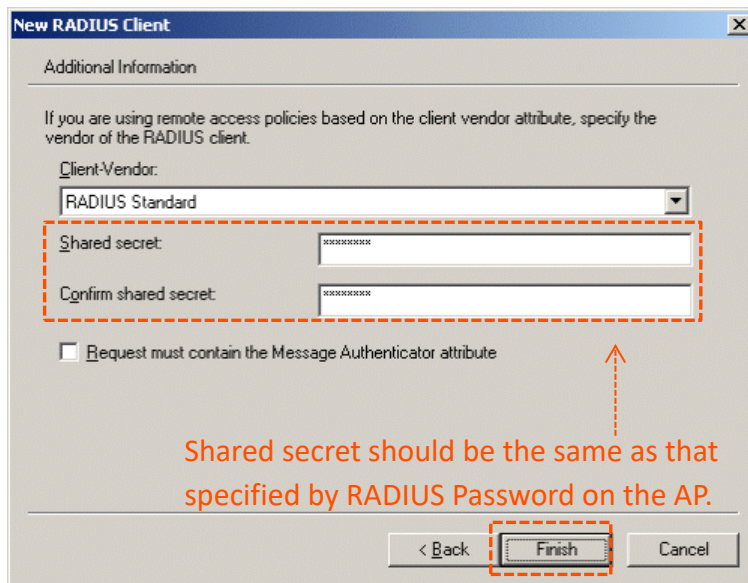 New RADIUS Client
Additional Information
If you are using remote access policies based on the client vendor attribute, specify the
vendor of the RADIUS client.
Client-Vendor:
RADIUS Standard
Shared secret: xxxxxxxx
Confirm shared secret: xxxxxxxx
Request must contain the Message Authenticator attribute
Shared secret should be the same as that
specified by RADIUS Password on the AP.
< Back Finish Cancel